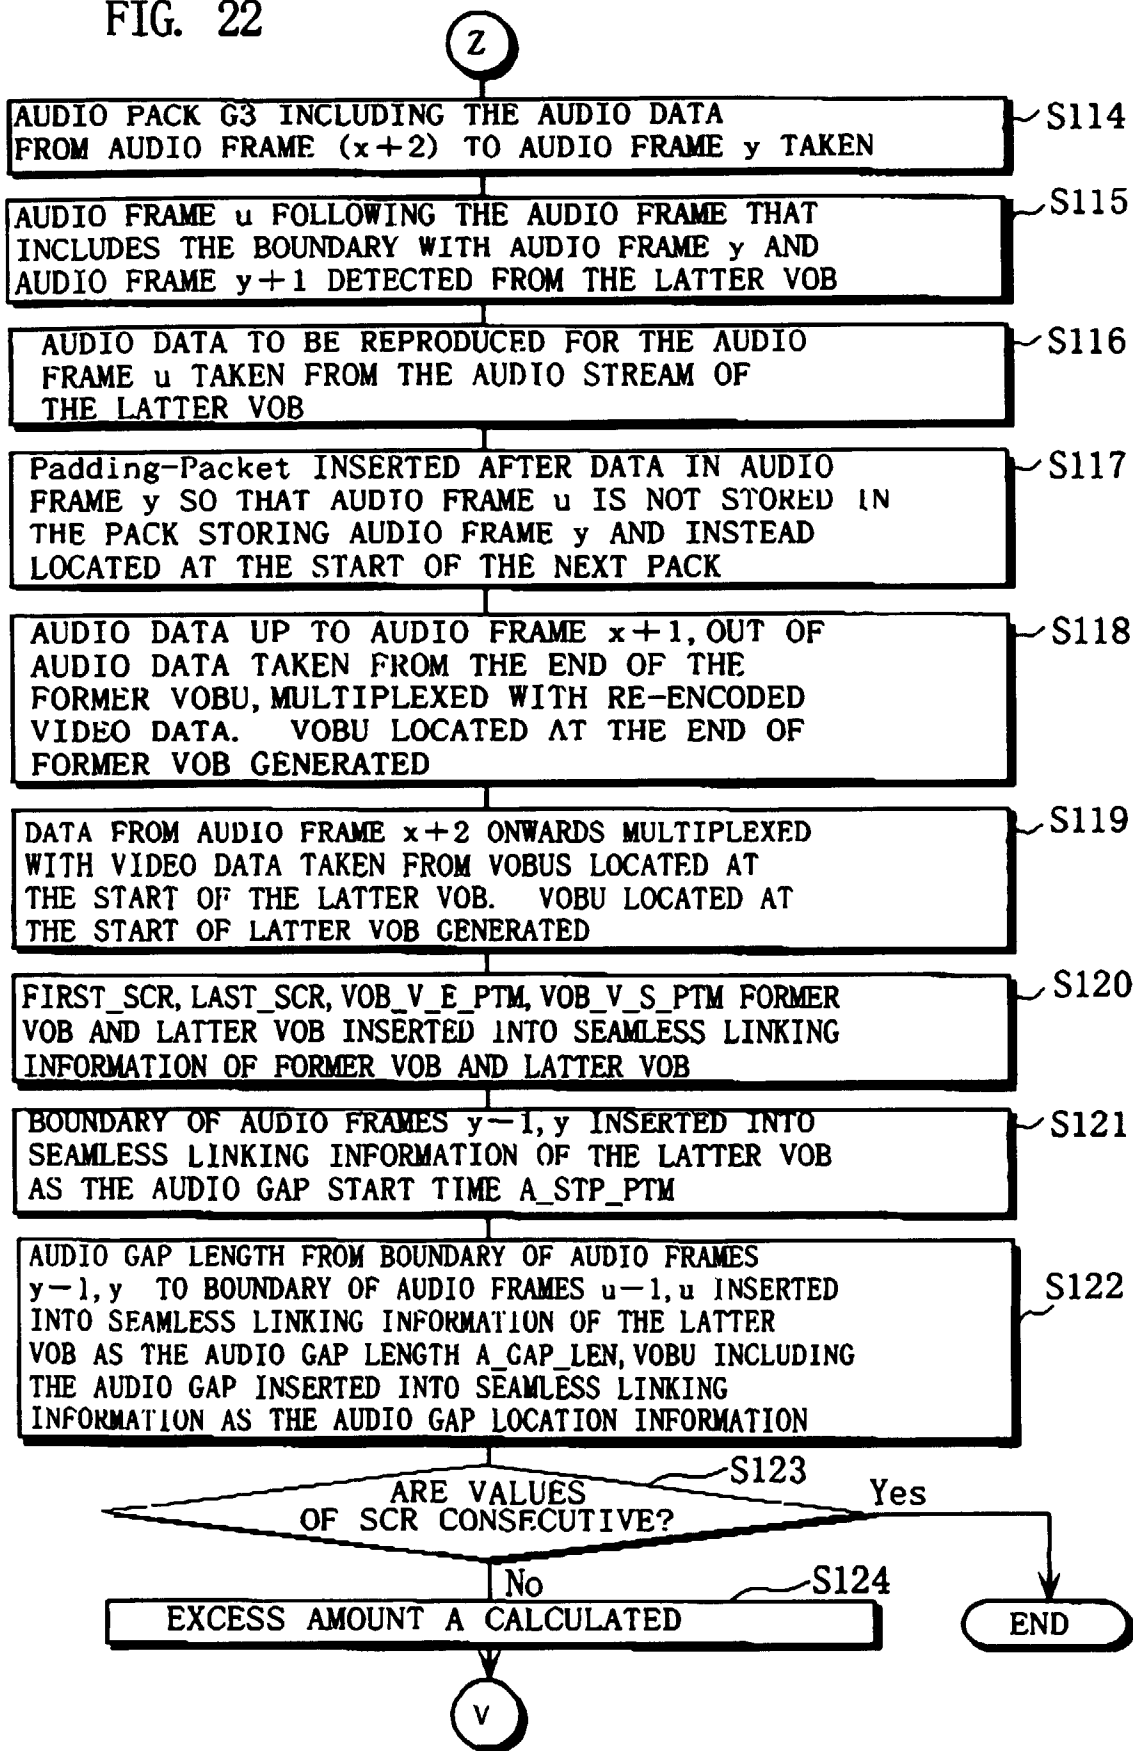 FIG. 22
Z
AUDIO PACK G3 INCLUDING THE AUDIO DATA
FROM AUDIO FRAME (x+2) TO AUDIO FRAME y TAKEN
S114
AUDIO FRAME u FOLLOWING THE AUDIO FRAME THAT
INCLUDES THE BOUNDARY WITH AUDIO FRAME y AND
AUDIO FRAME y+1 DETECTED FROM THE LATTER VOB
S115
AUDIO DATA TO BE REPRODUCED FOR THE AUDIO
FRAME u TAKEN FROM THE AUDIO STREAM OF
THE LATTER VOB
S116
Padding-Packet INSERTED AFTER DATA IN AUDIO
FRAME y SO THAT AUDIO FRAME u IS NOT STORED IN
THE PACK STORING AUDIO FRAME y AND INSTEAD
LOCATED AT THE START OF THE NEXT PACK
S117
AUDIO DATA UP TO AUDIO FRAME x+1, OUT OF
AUDIO DATA TAKEN FROM THE END OF THE
FORMER VOBU, MULTIPLEXED WITH RE-ENCODED
VIDEO DATA. VOBU LOCATED AT THE END OF
FORMER VOB GENERATED
S118
DATA FROM AUDIO FRAME x+2 ONWARDS MULTIPLEXED
WITH VIDEO DATA TAKEN FROM VOBUS LOCATED AT
THE START OF THE LATTER VOB. VOBU LOCATED AT
THE START OF LATTER VOB GENERATED
S119
FIRST_SCR, LAST_SCR, VOB_V_E_PTM, VOB_V_S_PTM FORMER
VOB AND LATTER VOB INSERTED INTO SEAMLESS LINKING
INFORMATION OF FORMER VOB AND LATTER VOB
S120
BOUNDARY OF AUDIO FRAMES y-1, y INSERTED INTO
SEAMLESS LINKING INFORMATION OF THE LATTER VOB
AS THE AUDIO GAP START TIME A_STP_PTM
S121
AUDIO GAP LENGTH FROM BOUNDARY OF AUDIO FRAMES
y-1, y TO BOUNDARY OF AUDIO FRAMES u-1, u INSERTED
INTO SEAMLESS LINKING INFORMATION OF THE LATTER
VOB AS THE AUDIO GAP LENGTH A_GAP_LEN, VOBU INCLUDING
THE AUDIO GAP INSERTED INTO SEAMLESS LINKING
INFORMATION AS THE AUDIO GAP LOCATION INFORMATION
S122
ARE VALUES
OF SCR CONSECUTIVE?
S123
Yes
No
EXCESS AMOUNT A CALCULATED
S124
END
v